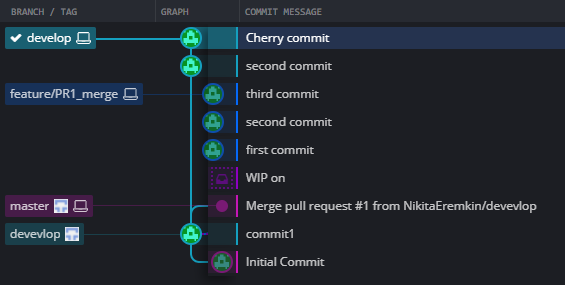 BRANCH / TAG GRAPH COMMIT MESSAGE
develop Cherry commit
second commit
feature/PR1_merge third commit
second commit
first commit
WIP on
master Merge pull request #1 from NikitaEremkin/devevlop
devevlop commit1
Initial Commit